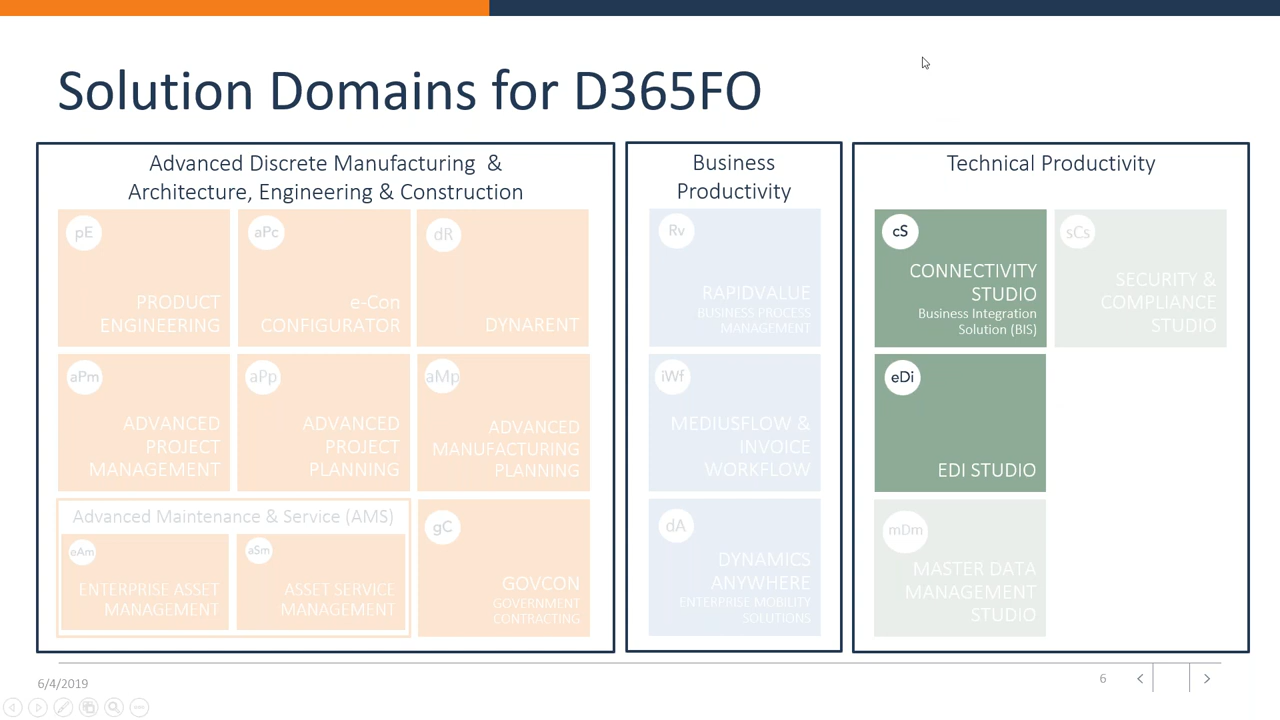 Solution Domains for D365FO
Advanced Discrete Manufacturing &
Architecture, Engineering & Construction
pE
PRODUCT
ENGINEERING
aPc
e-Con
CONFIGURATOR
dR
DYNARENT
aPm
ADVANCED
PROJECT
MANAGEMENT
aPp
ADVANCED
PROJECT
PLANNING
aMp
ADVANCED
MANUFACTURING
PLANNING
Advanced Maintenance & Service (AMS)
eAm
ENTERPRISE ASSET
MANAGEMENT
aSm
ASSET SERVICE
MANAGEMENT
gC
GOVCON
GOVERNMENT
CONTRACTING
Business
Productivity
Rv
RAPIDVALUE
BUSINESS PROCESS
MANAGEMENT
iWf
MEDIUSFLOW &
INVOICE
WORKFLOW
dA
DYNAMICS
ANYWHERE
ENTERPRISE MOBILITY
SOLUTIONS
Technical Productivity
cS
CONNECTIVITY
STUDIO
Business Integration
Solution (BIS)
sCs
SECURITY &
COMPLIANCE
STUDIO
eDi
EDI STUDIO
mDm
MASTER DATA
MANAGEMENT
STUDIO
6/4/2019
6